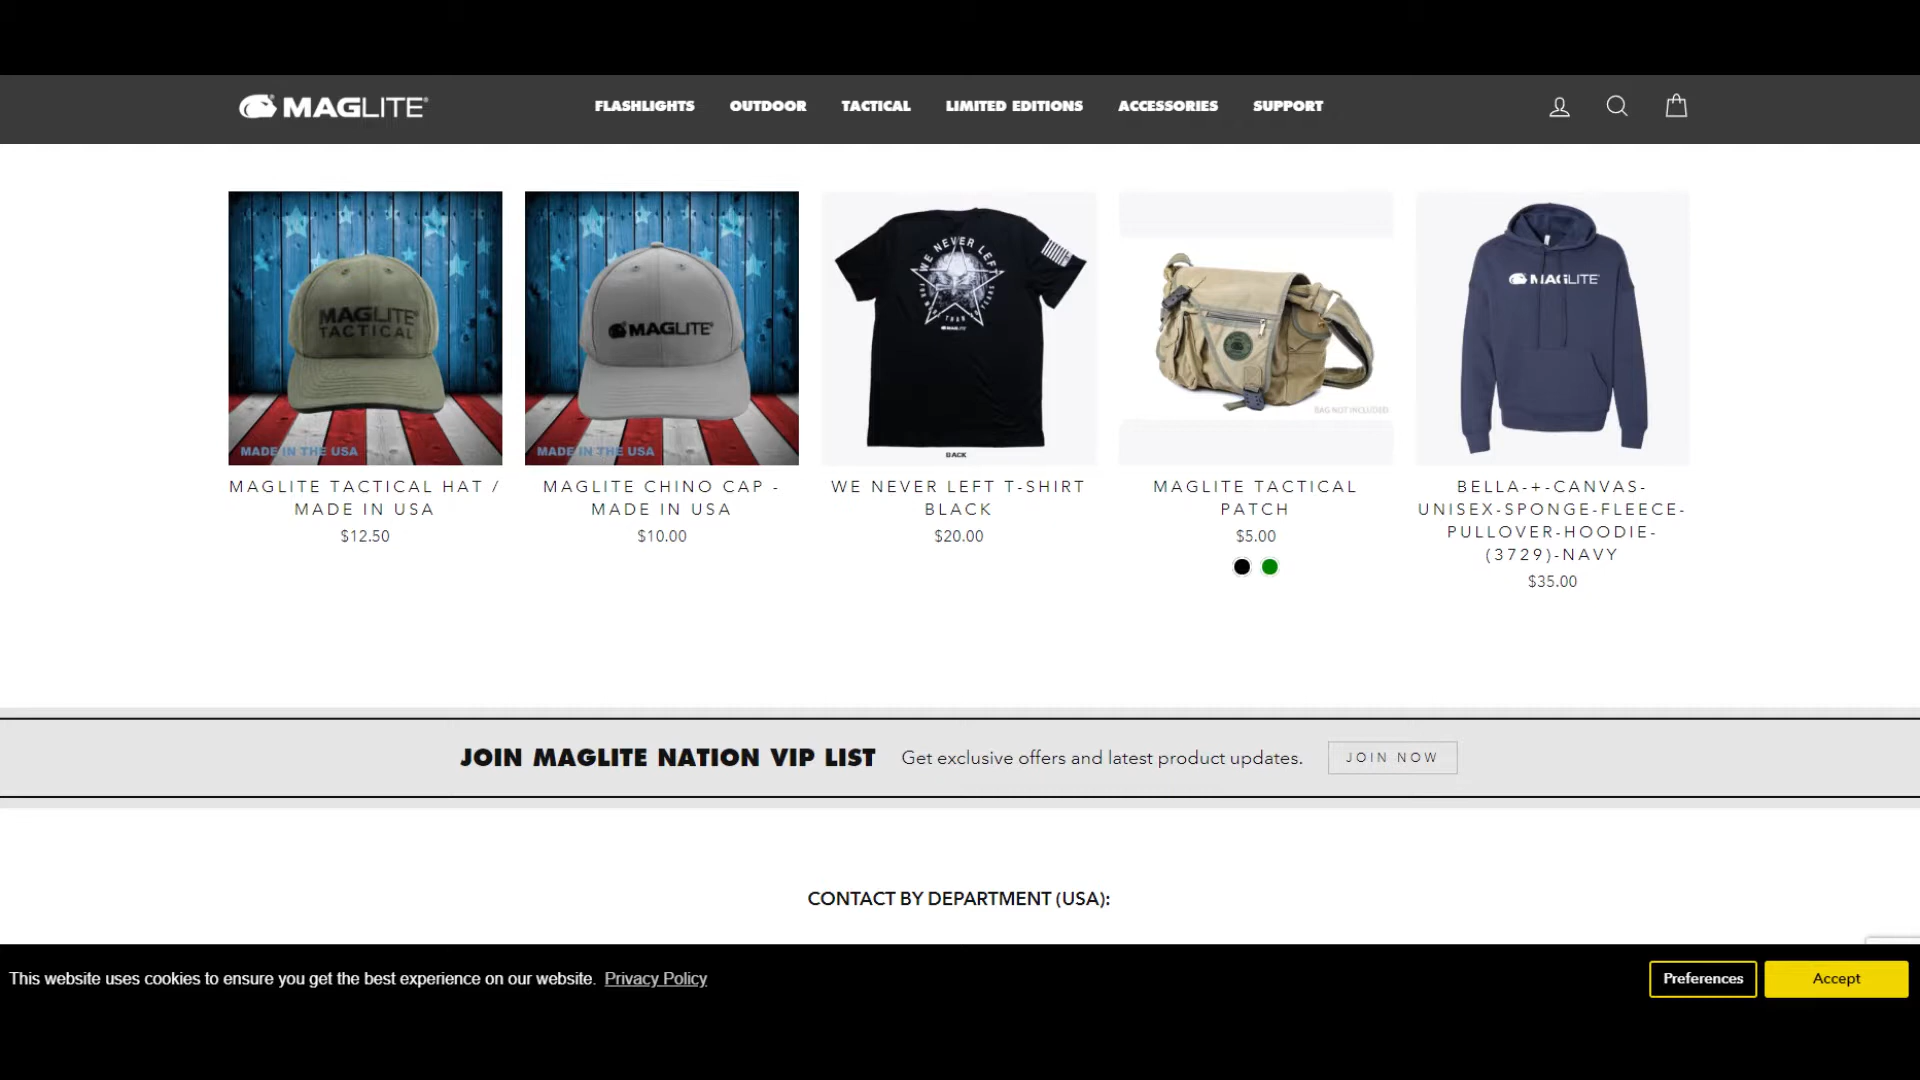 MAGLITE
FLASHLIGHTS OUTDOOR TACTICAL LIMITED EDITIONS ACCESSORIES SUPPORT
MAGLITE®
TACTICAL
MADE IN THE USA
MAGLITE
MADE IN THE USA
WE NEVER LEFT
MAGLITE
BACK
BAG NOT INCLUDED
MAGLITE
MAGLITE TACTICAL HAT /
MADE IN USA
$12.50
MAGLITE CHINO CAP -
MADE IN USA
$10.00
WE NEVER LEFT T-SHIRT
BLACK
$20.00
MAGLITE TACTICAL
PATCH
$5.00
BELLA-+-CANVAS-
UNISEX-SPONGE-FLEECE-
PULLOVER-HOODIE-
(3729)-NAVY
$35.00
JOIN MAGLITE NATION VIP LIST Get exclusive offers and latest product updates. JOIN NOW
CONTACT BY DEPARTMENT (USA):
This website uses cookies to ensure you get the best experience on our website. Privacy Policy
Preferences Accept